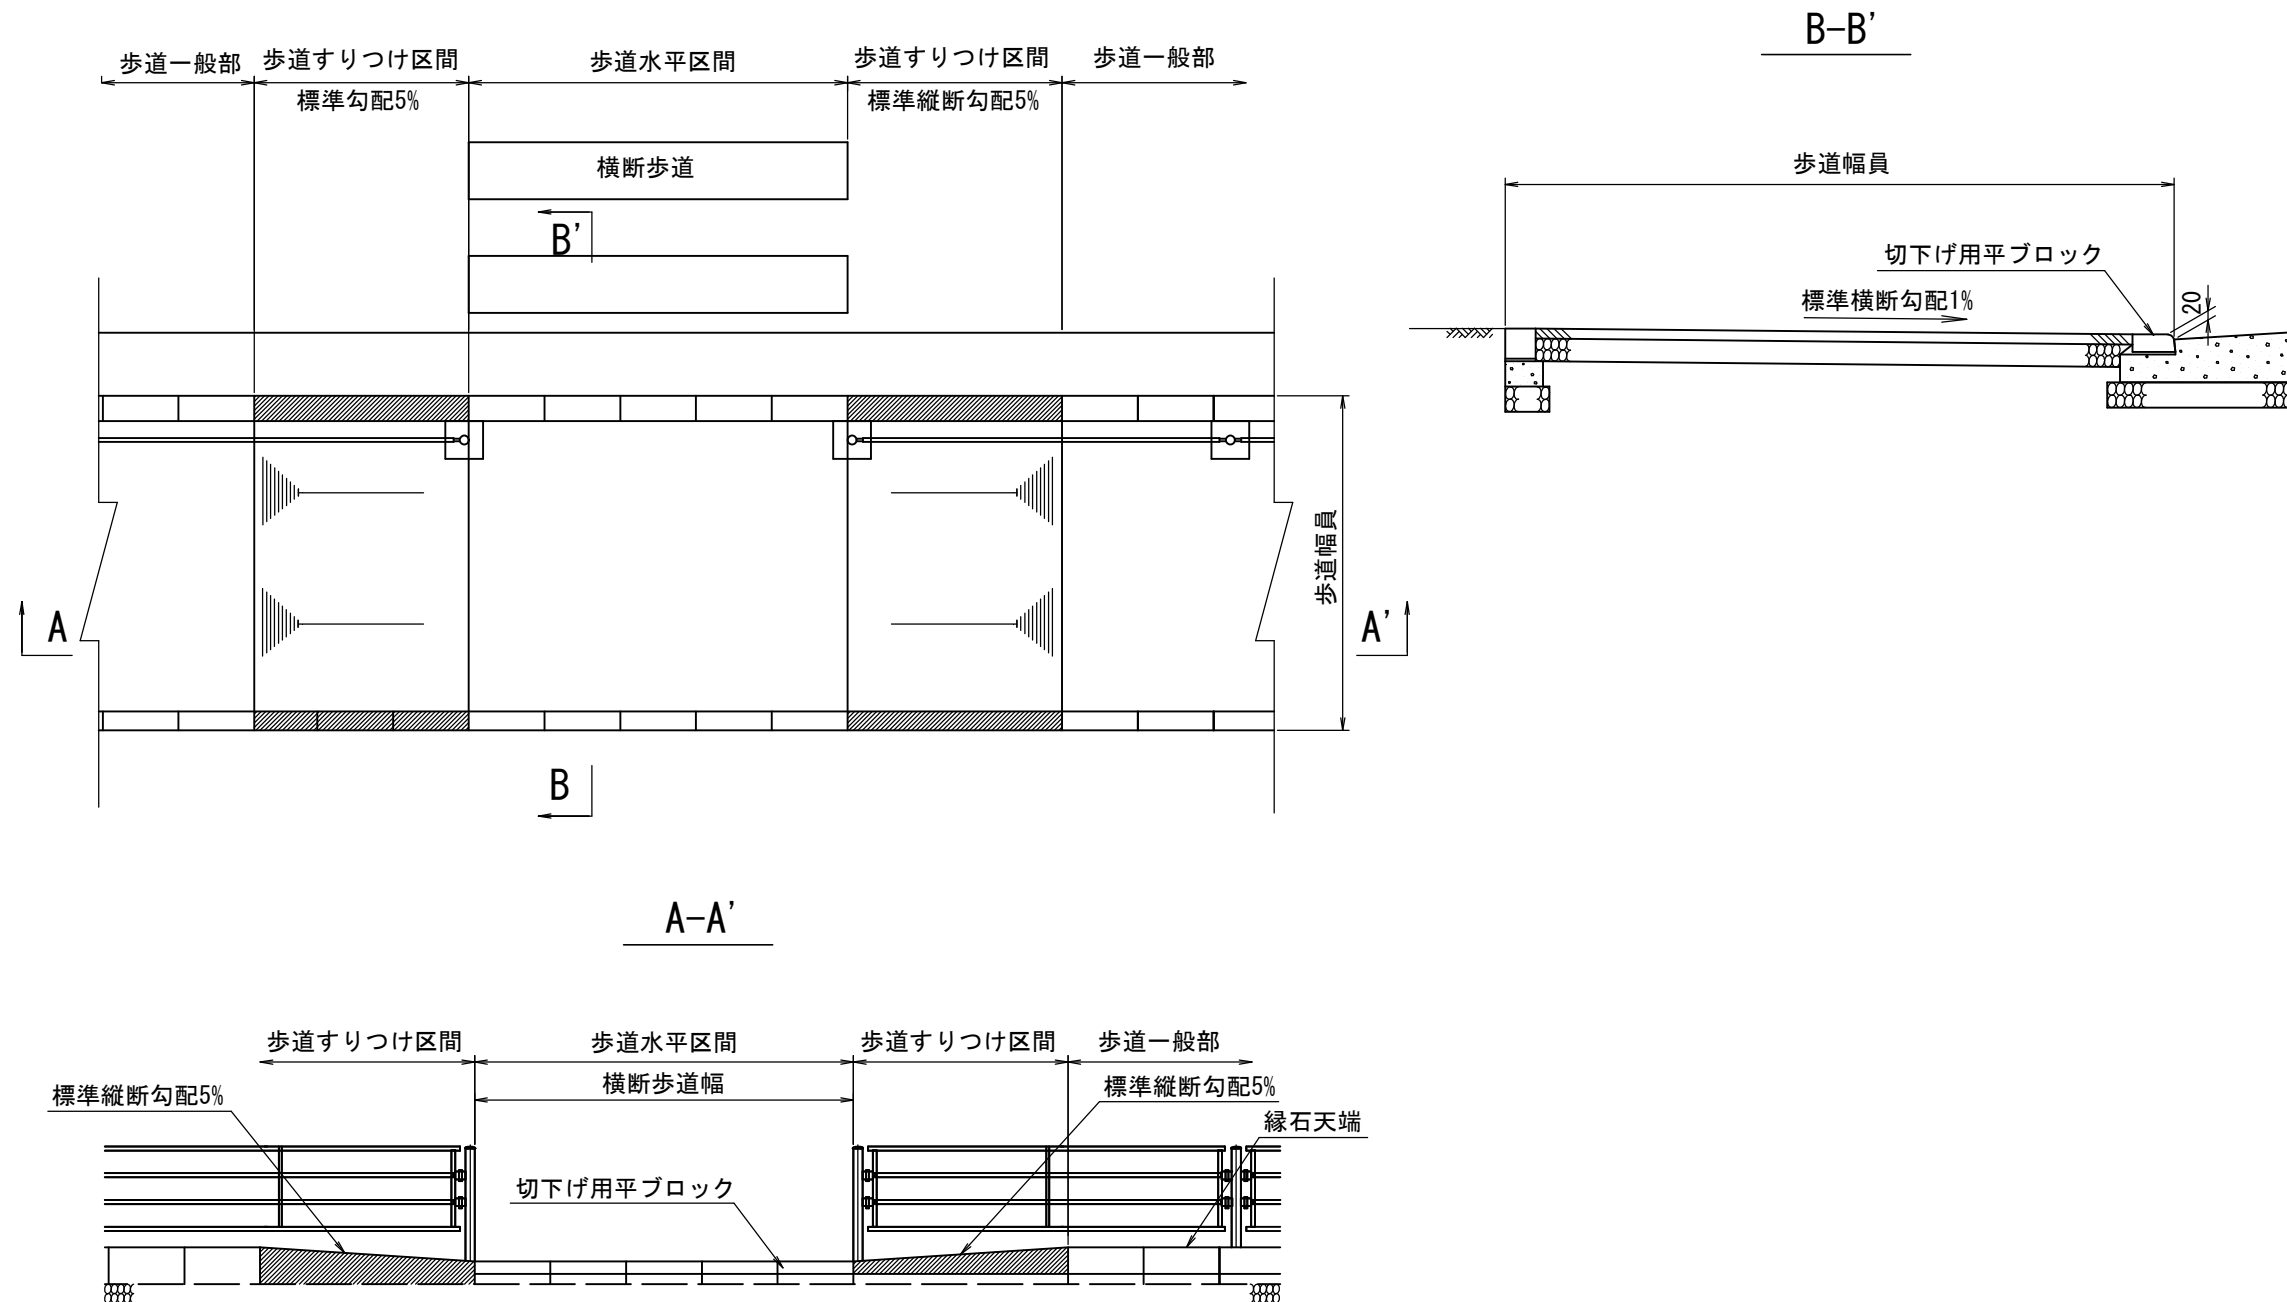 B-B'
歩道一般部
歩道すりつけ区間
歩道水平区間
歩道すりつけ区間
歩道一般部
標準勾配5%
標準縦断勾配5%
横断歩道
B'
歩道幅員
切下げ用平ブロック
標準横断勾配1%
20
歩道幅員
A
A'
B
A-A'
歩道すりつけ区間
歩道水平区間
歩道すりつけ区間
歩道一般部
標準縦断勾配5%
横断歩道幅
標準縦断勾配5%
縁石天端
切下げ用平ブロック